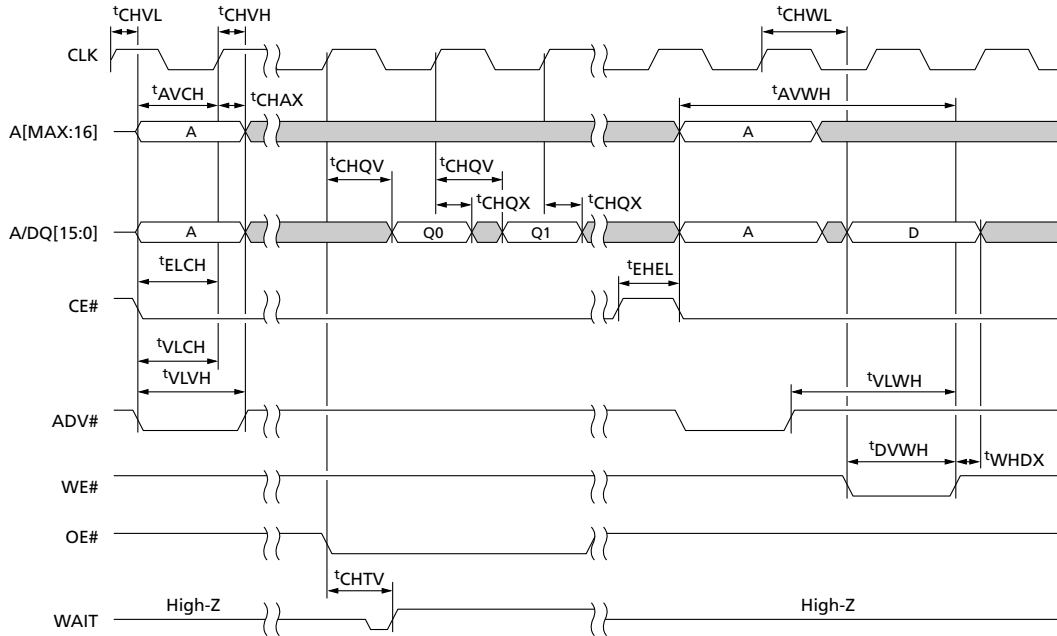 tCHVL tCHVH tCHWL
CLK
tAVCH tCHAX tAVWH
A[MAX:16] A A
tCHQV tCHQV
tCHQX tCHQX
A/DQ[15:0] A Q0 Q1 A D
tELCH tEHEL
CE#
tVLCH
tVLVH tVLWH
ADV#
tDVWH tWHDX
WE#
OE#
tCHTV
High-Z High-Z
WAIT